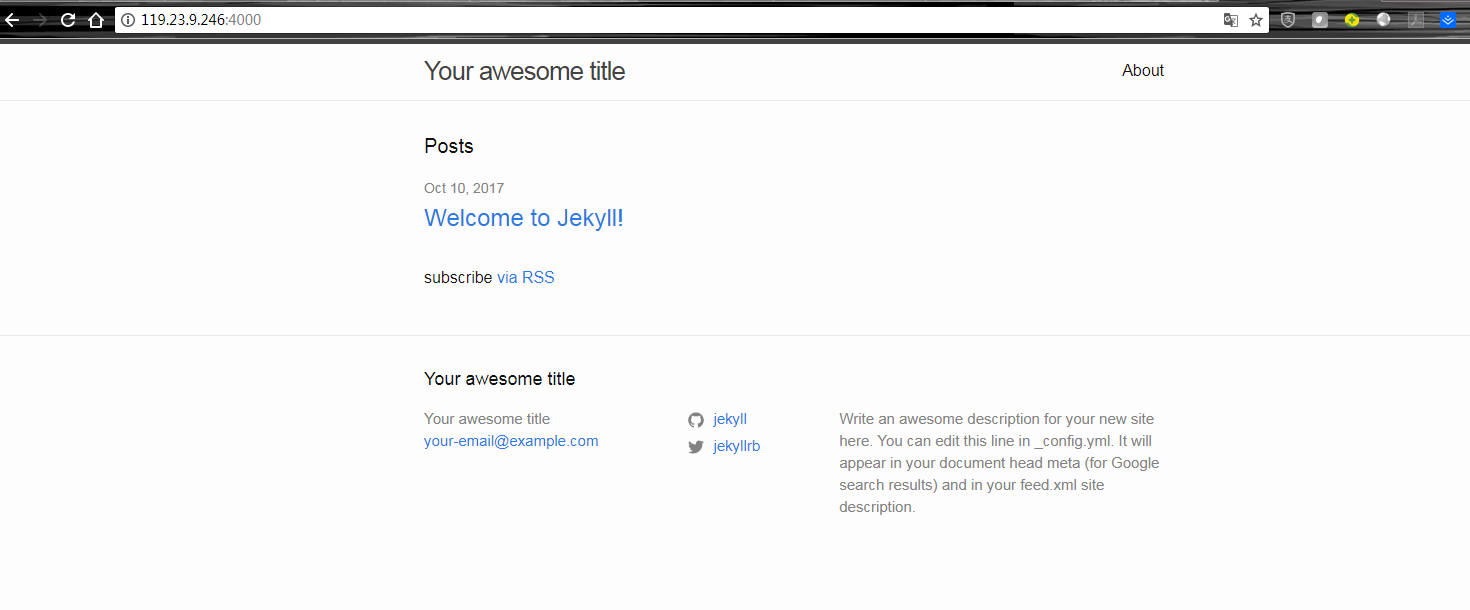 119.23.9.246:4000
Your awesome title
About
Posts
Oct 10, 2017
Welcome to Jekyll!
subscribe via RSS
Your awesome title
Your awesome title
your-email@example.com
jekyll
jekyllrb
Write an awesome description for your new site
here. You can edit this line in _config.yml. It will
appear in your document head meta (for Google
search results) and in your feed.xml site
description.